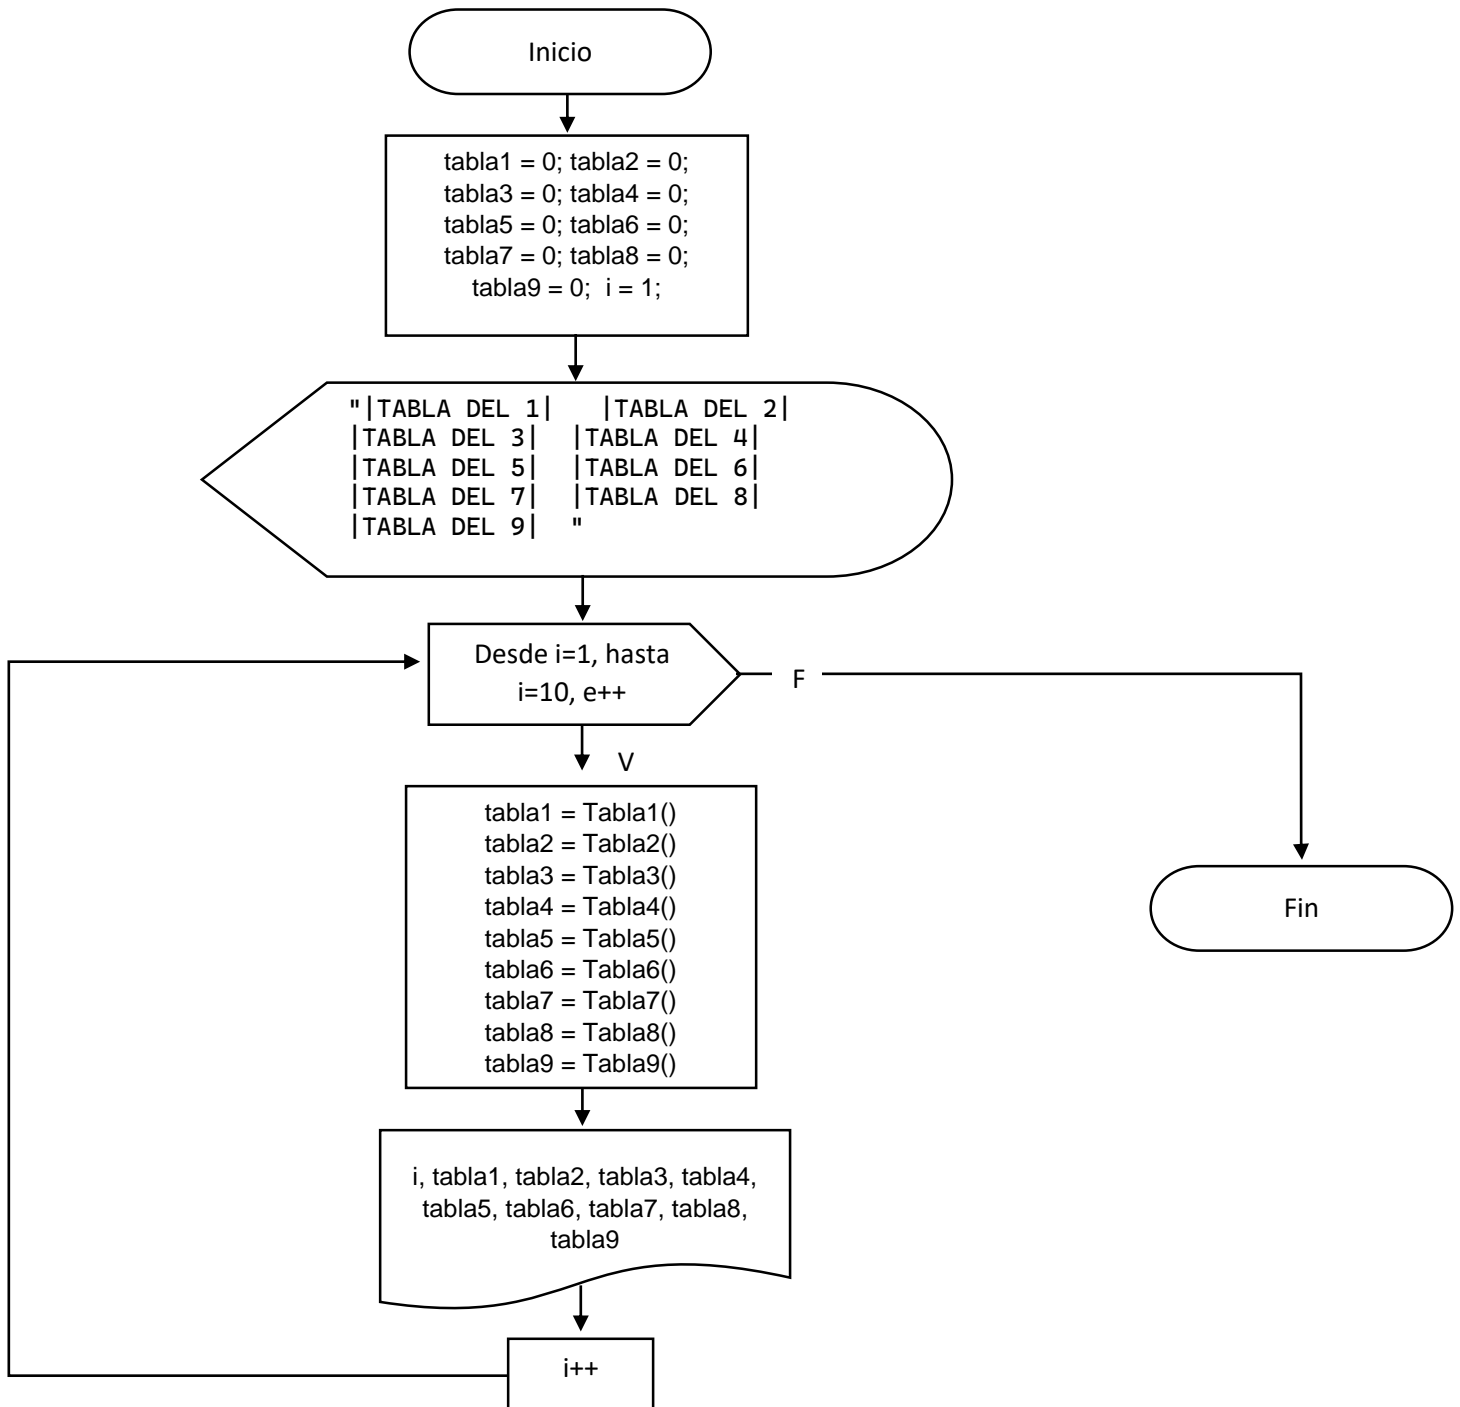 Inicio
tabla1 = 0; tabla2 = 0;
tabla3 = 0; tabla4 = 0;
tabla5 = 0; tabla6 = 0;
tabla7 = 0; tabla8 = 0;
tabla9 = 0;  i = 1;
"|TABLA DEL 1|   |TABLA DEL 2|
|TABLA DEL 3|  |TABLA DEL 4|
|TABLA DEL 5|  |TABLA DEL 6|
|TABLA DEL 7|  |TABLA DEL 8|
|TABLA DEL 9|  "
Desde i=1, hasta
i=10, e++
F
V
tabla1 = Tabla1()
tabla2 = Tabla2()
tabla3 = Tabla3()
tabla4 = Tabla4()
tabla5 = Tabla5()
tabla6 = Tabla6()
tabla7 = Tabla7()
tabla8 = Tabla8()
tabla9 = Tabla9()
Fin
i, tabla1, tabla2, tabla3, tabla4,
tabla5, tabla6, tabla7, tabla8,
tabla9
i++